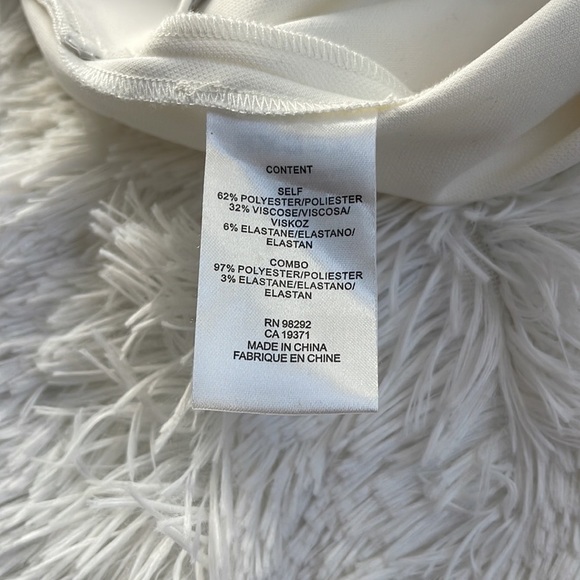 CONTENT
SELF
62% POLYESTER/POLIESTER
32% VISCOSE/VISCOSA/
VISKOZ
6% ELASTANE/ELASTANO/
ELASTAN
COMBO
97% POLYESTER/POLIESTER
3% ELASTANE/ELASTANO/
ELASTAN
RN 98292
CA 19371
MADE IN CHINA
FABRIQUE EN CHINE